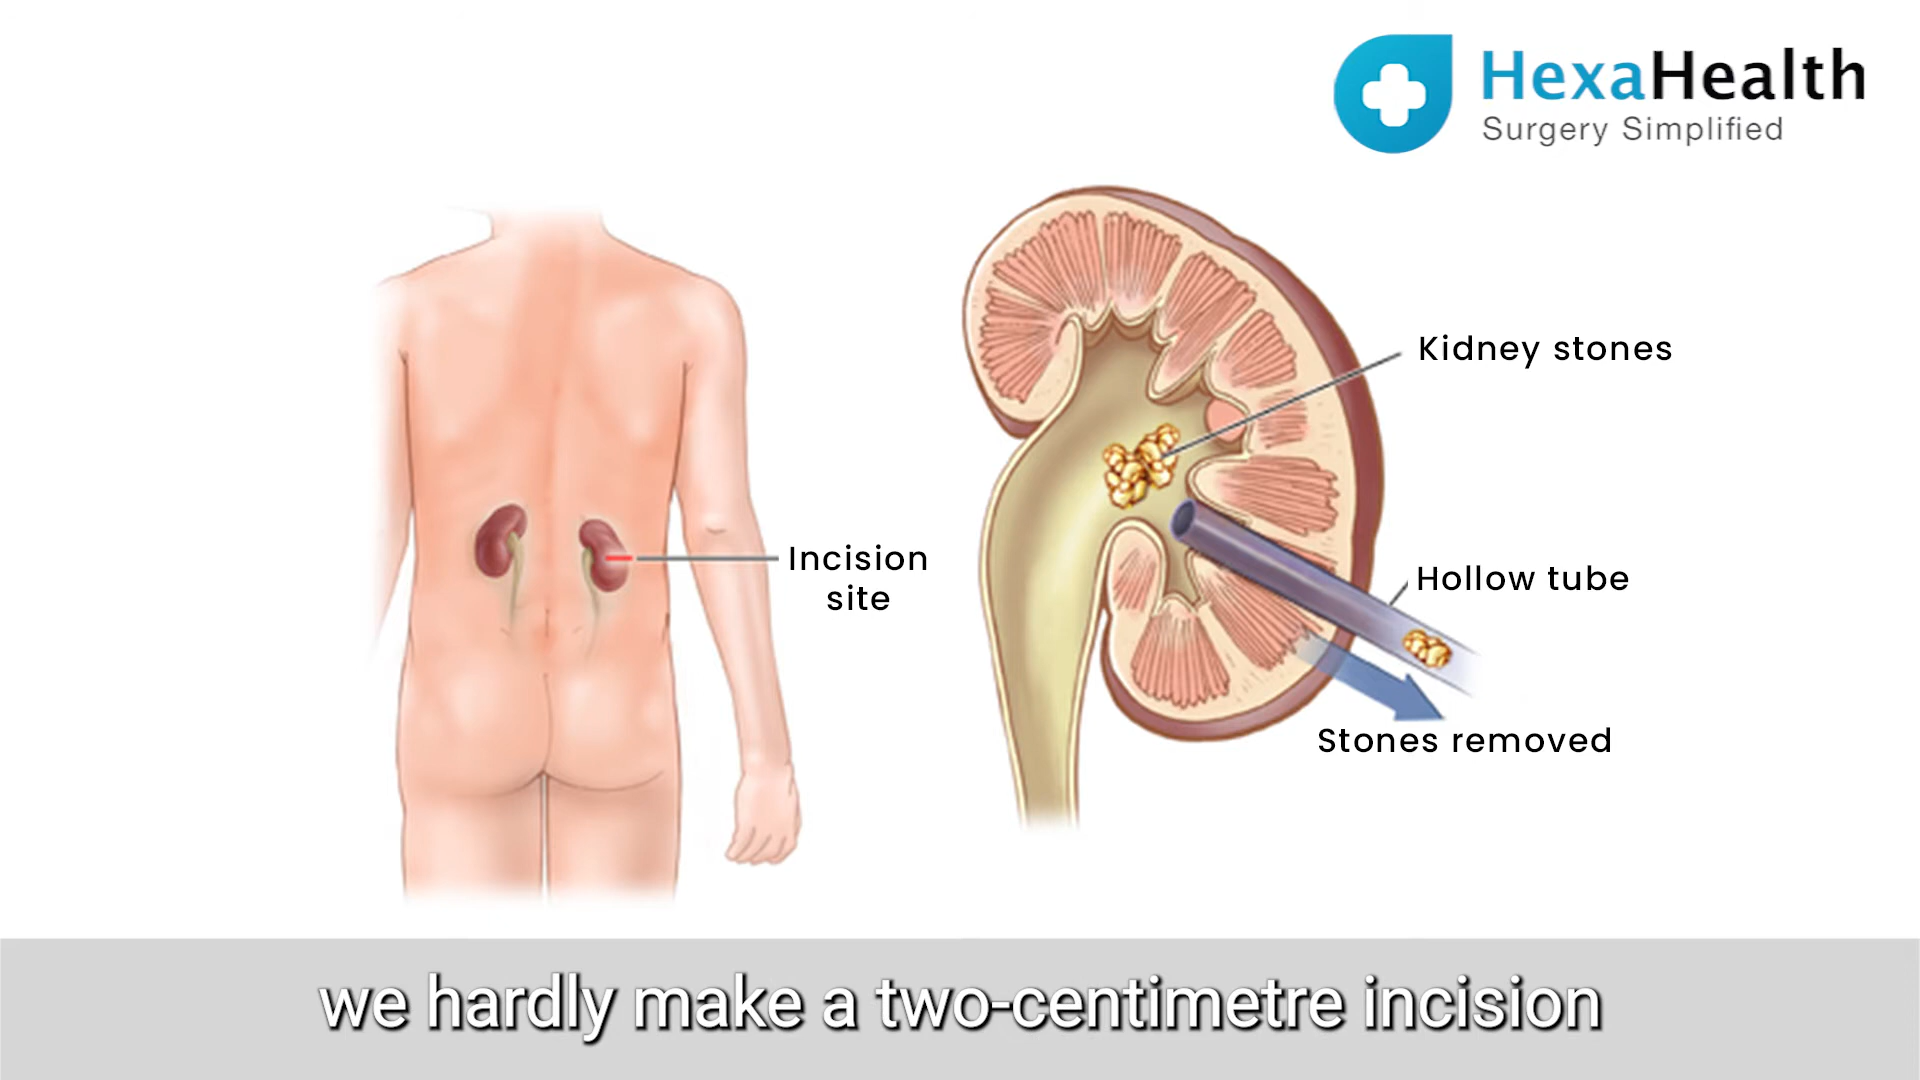 HexaHealth
Surgery Simplified
Kidney stones
Incision
site
Hollow tube
Stones removed
we hardly make a two-centimetre incision